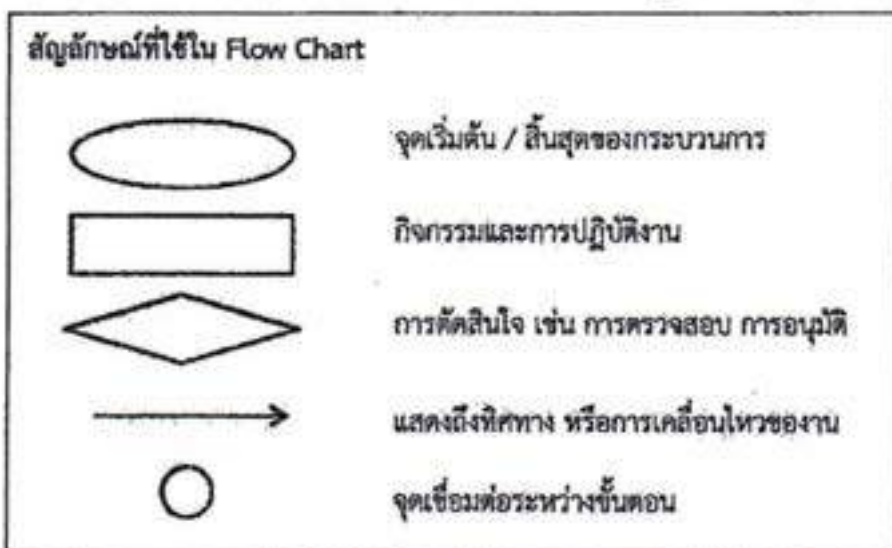 สัญลักษณ์ที่ใช้ใน Flow Chart
จุดเริ่มต้น / สิ้นสุดของกระบวนการ
กิจกรรมและการปฏิบัติงาน
การตัดสินใจ เช่น การตรวจสอบ การอนุมัติ
แสดงถึงทิศทาง หรือการเคลื่อนไหวของงาน
จุดเชื่อมต่อระหว่างขั้นตอน